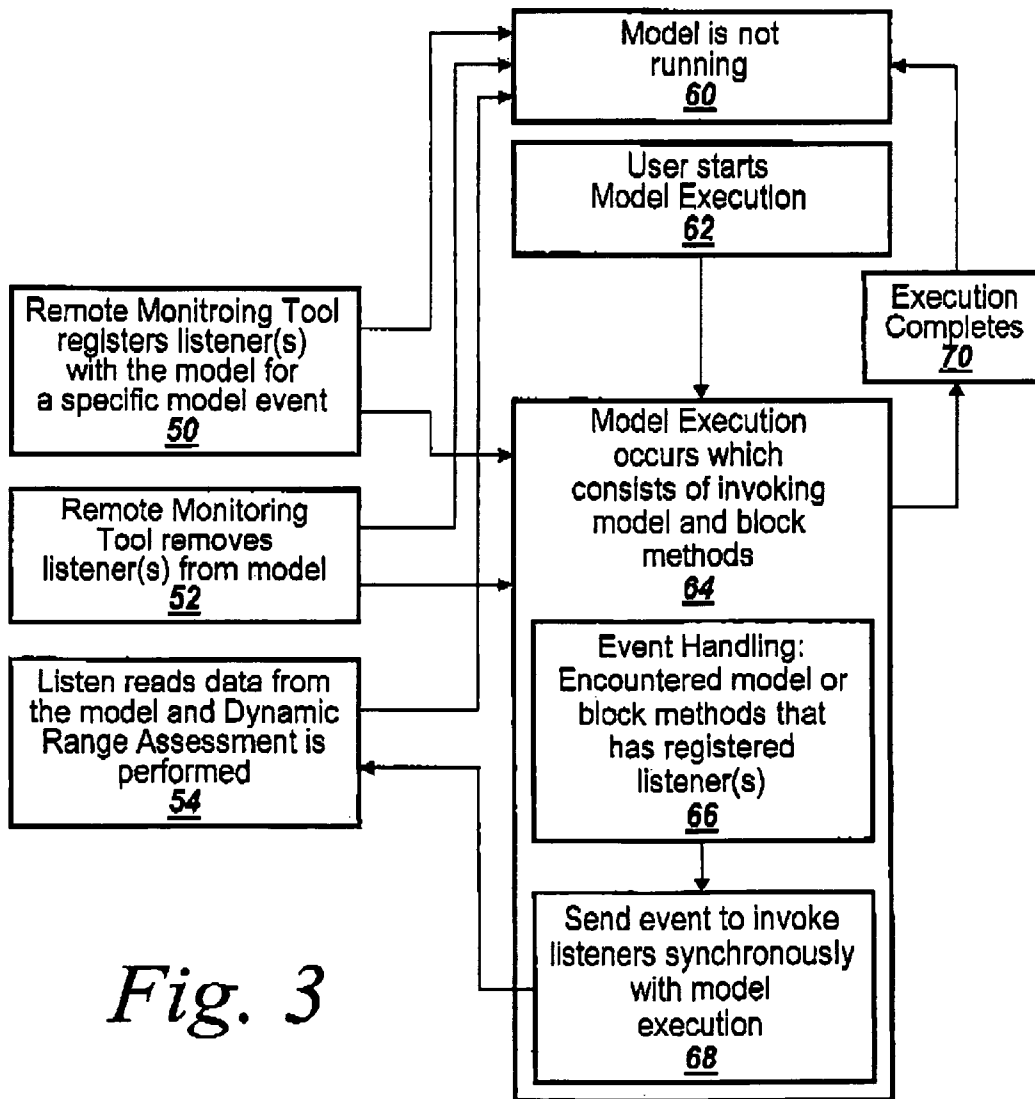 Model is not
running
60
User starts
Model Execution
62
Execution
Completes
70
Remote Monitroing Tool
registers listener(s)
with the model for
a specific model event
50
Remote Monitoring
Tool removes
listener(s) from model
52
Listen reads data from
the model and Dynamic
Range Assessment is
performed
54
Model Execution
occurs which
consists of invoking
model and block
methods
64
Event Handling:
Encountered model or
block methods that
has registered
listener(s)
66
Send event to invoke
listeners synchronously
with model
execution
68
Fig. 3